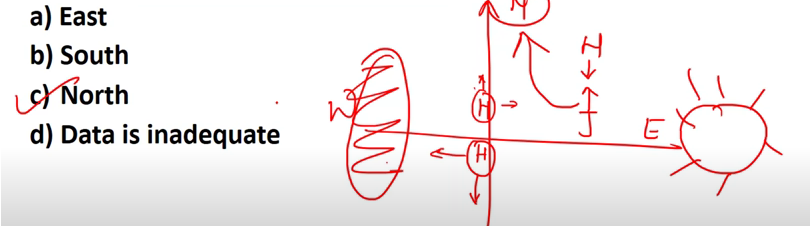 a) East
b) South
c) North
d) Data is inadequate
N
H
H
J
W
E
H